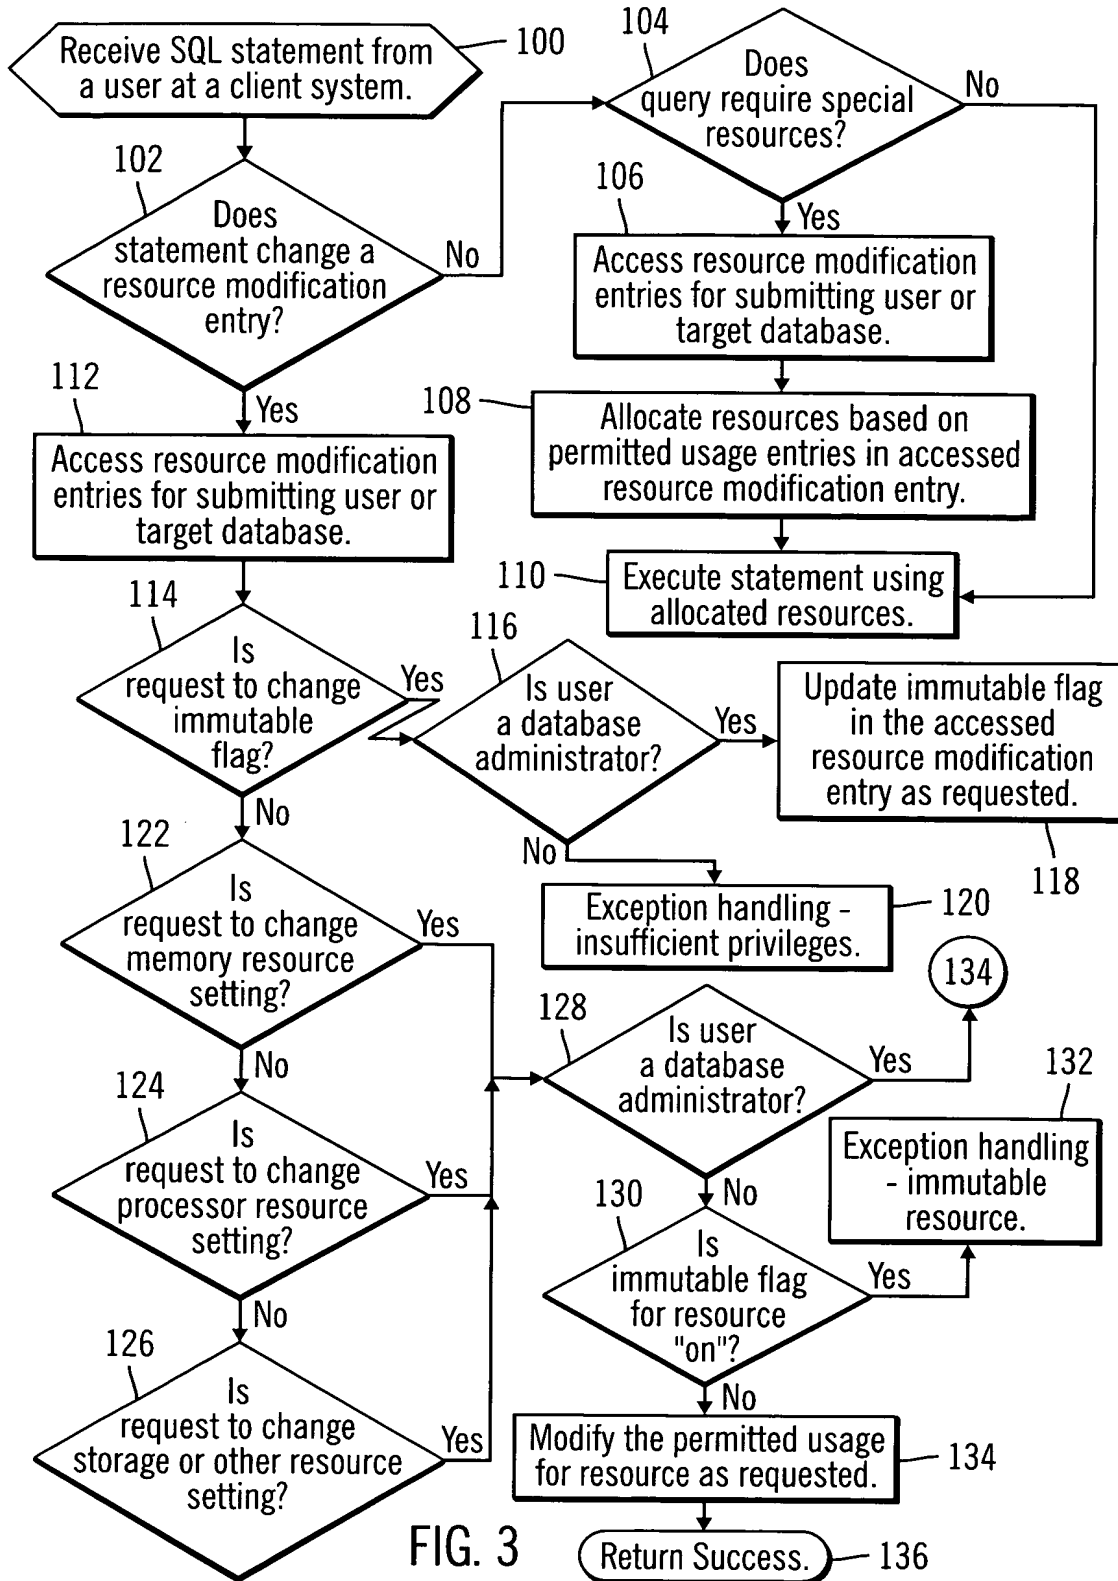 Receive SQL statement from
a user at a client system.
100
102
Does
statement change a
resource modification
entry?
No
Yes
104
Does
query require special
resources?
No
Yes
106
Access resource modification
entries for submitting user or
target database.
108
Allocate resources based on
permitted usage entries in accessed
resource modification entry.
110
Execute statement using
allocated resources.
112
Access resource modification
entries for submitting user or
target database.
114
Is
request to change
immutable
flag?
Yes
No
116
Is user
a database
administrator?
Yes
No
Update immutable flag
in the accessed
resource modification
entry as requested.
118
Exception handling -
insufficient privileges.
120
122
Is
request to change
memory resource
setting?
Yes
No
124
Is
request to change
processor resource
setting?
Yes
No
126
Is
request to change
storage or other resource
setting?
Yes
128
Is user
a database
administrator?
Yes
No
134
130
Is
immutable flag
for resource
"on"?
Yes
No
132
Exception handling
- immutable
resource.
Modify the permitted usage
for resource as requested.
134
Return Success.
136
FIG. 3